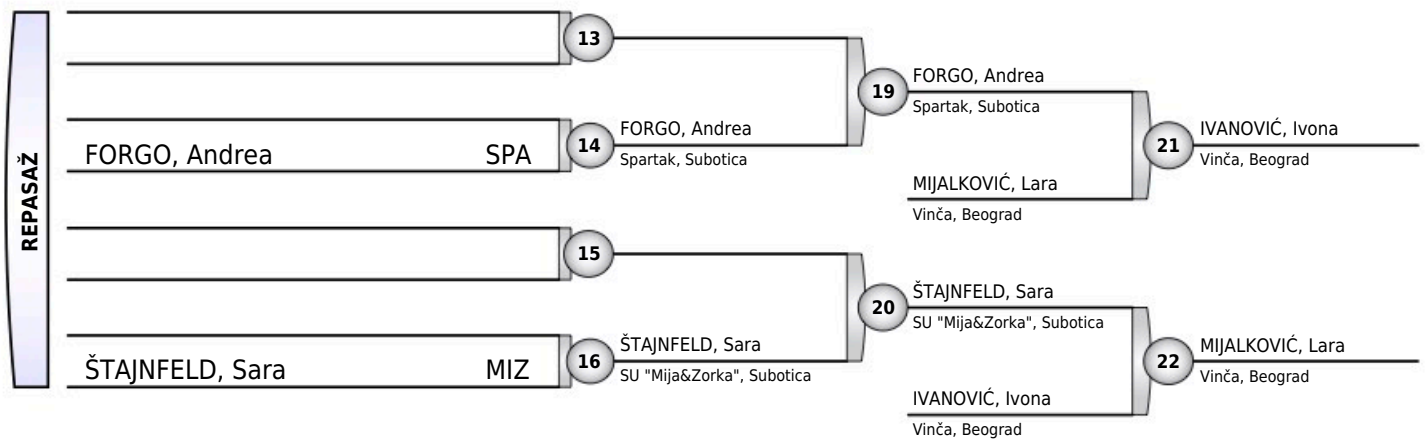 REPASAŽ
13
19
FORGO, Andrea
Spartak, Subotica
FORGO, Andrea SPA
14
FORGO, Andrea
Spartak, Subotica
21
IVANOVIĆ, Ivona
Vinča, Beograd
MIJALKOVIĆ, Lara
Vinča, Beograd
15
20
ŠTAJNFELD, Sara
SU "Mija&Zorka", Subotica
ŠTAJNFELD, Sara MIZ
16
ŠTAJNFELD, Sara
SU "Mija&Zorka", Subotica
22
MIJALKOVIĆ, Lara
Vinča, Beograd
IVANOVIĆ, Ivona
Vinča, Beograd